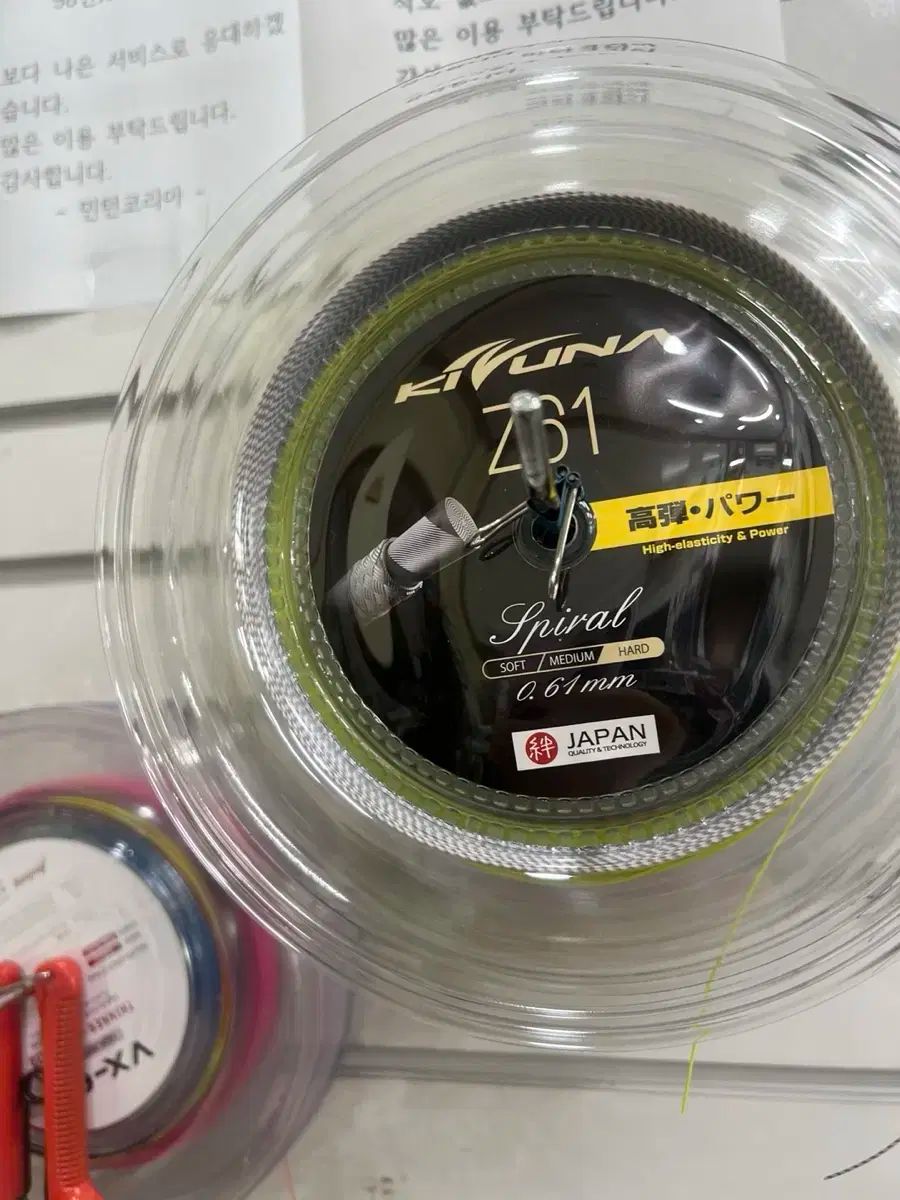 보다 나은 서비스로 응대하겠
습니다.
많은 이용 부탁드립니다.
감사합니다.
- 민턴코리아 -
많은 이용 부탁드립니다.
KIZUNA
Z61
高弾・パワー
High-elasticity & Power
Spiral
SOFT MEDIUM HARD
0.61mm
絆 JAPAN
QUALITY & TECHNOLOGY